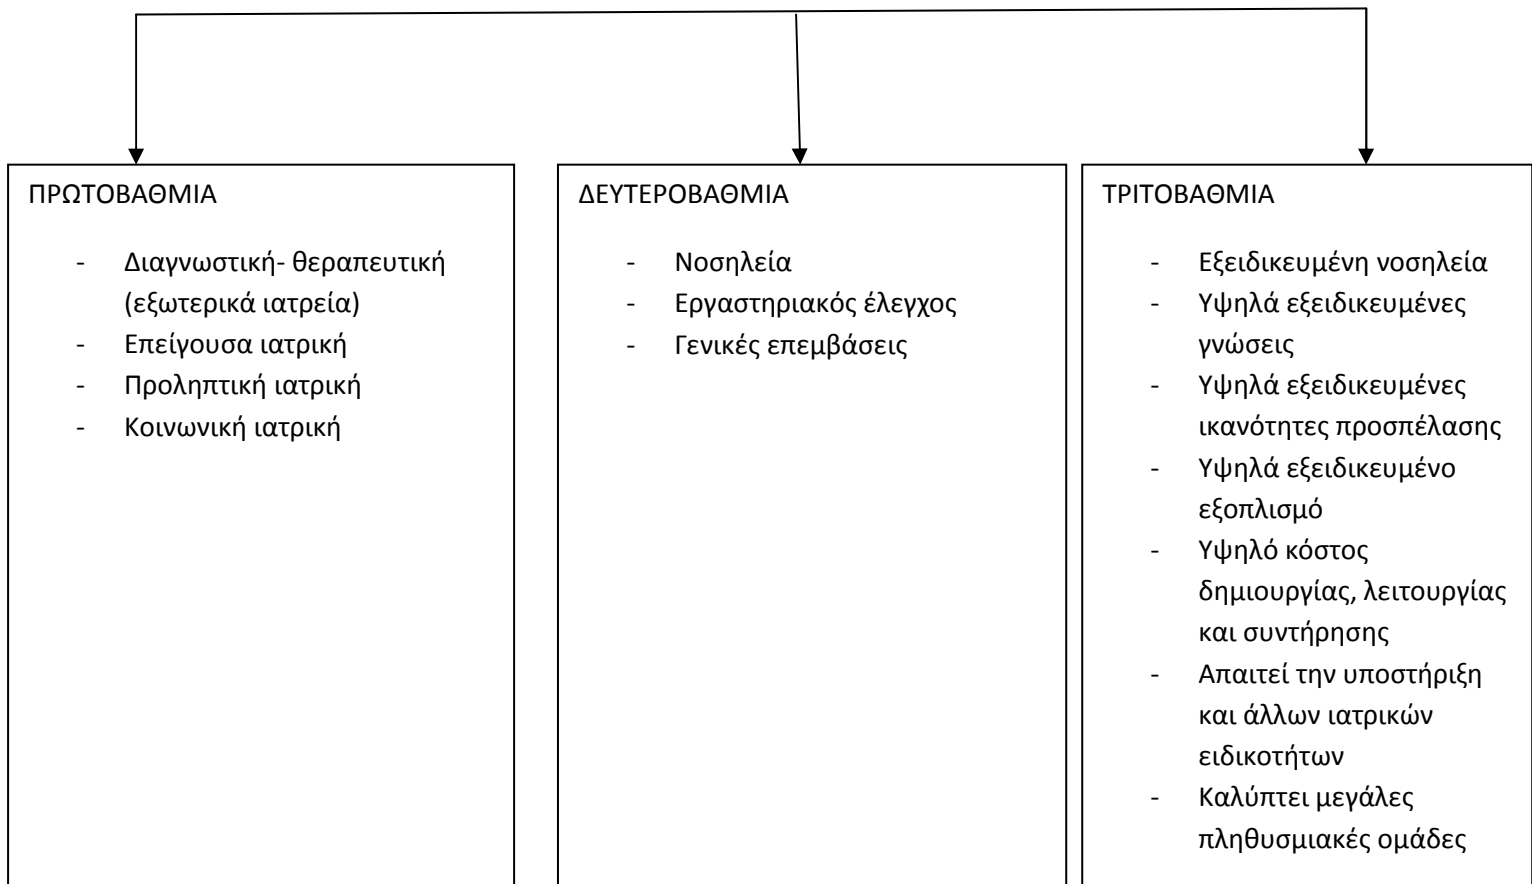 ΠΡΩΤΟΒΑΘΜΙΑ
- Διαγνωστική- θεραπευτική
(εξωτερικά ιατρεία)
- Επείγουσα ιατρική
- Προληπτική ιατρική
- Κοινωνική ιατρική
ΔΕΥΤΕΡΟΒΑΘΜΙΑ
- Νοσηλεία
- Εργαστηριακός έλεγχος
- Γενικές επεμβάσεις
ΤΡΙΤΟΒΑΘΜΙΑ
- Εξειδικευμένη νοσηλεία
- Υψηλά εξειδικευμένες
γνώσεις
- Υψηλά εξειδικευμένες
ικανότητες προσπέλασης
- Υψηλά εξειδικευμένο
εξοπλισμό
- Υψηλό κόστος
δημιουργίας, λειτουργίας
και συντήρησης
- Απαιτεί την υποστήριξη
και άλλων ιατρικών
ειδικοτήτων
- Καλύπτει μεγάλες
πληθυσμιακές ομάδες